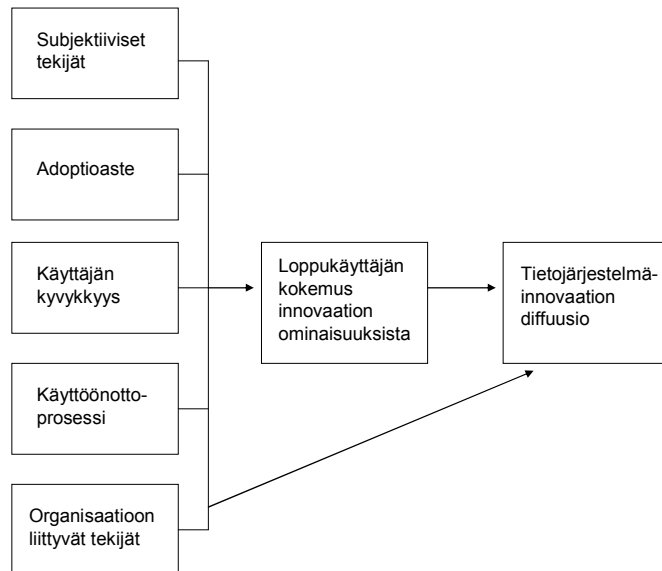 Subjektiiviset
tekijät
Adoptioaste
Käyttäjän
kyvykkyys
Käyttöönotto-
prosessi
Organisaatioon
liittyvät tekijät
Loppukäyttäjän
kokemus
innovaation
ominaisuuksista
Tietojärjestelmä-
innovaation
diffuusio